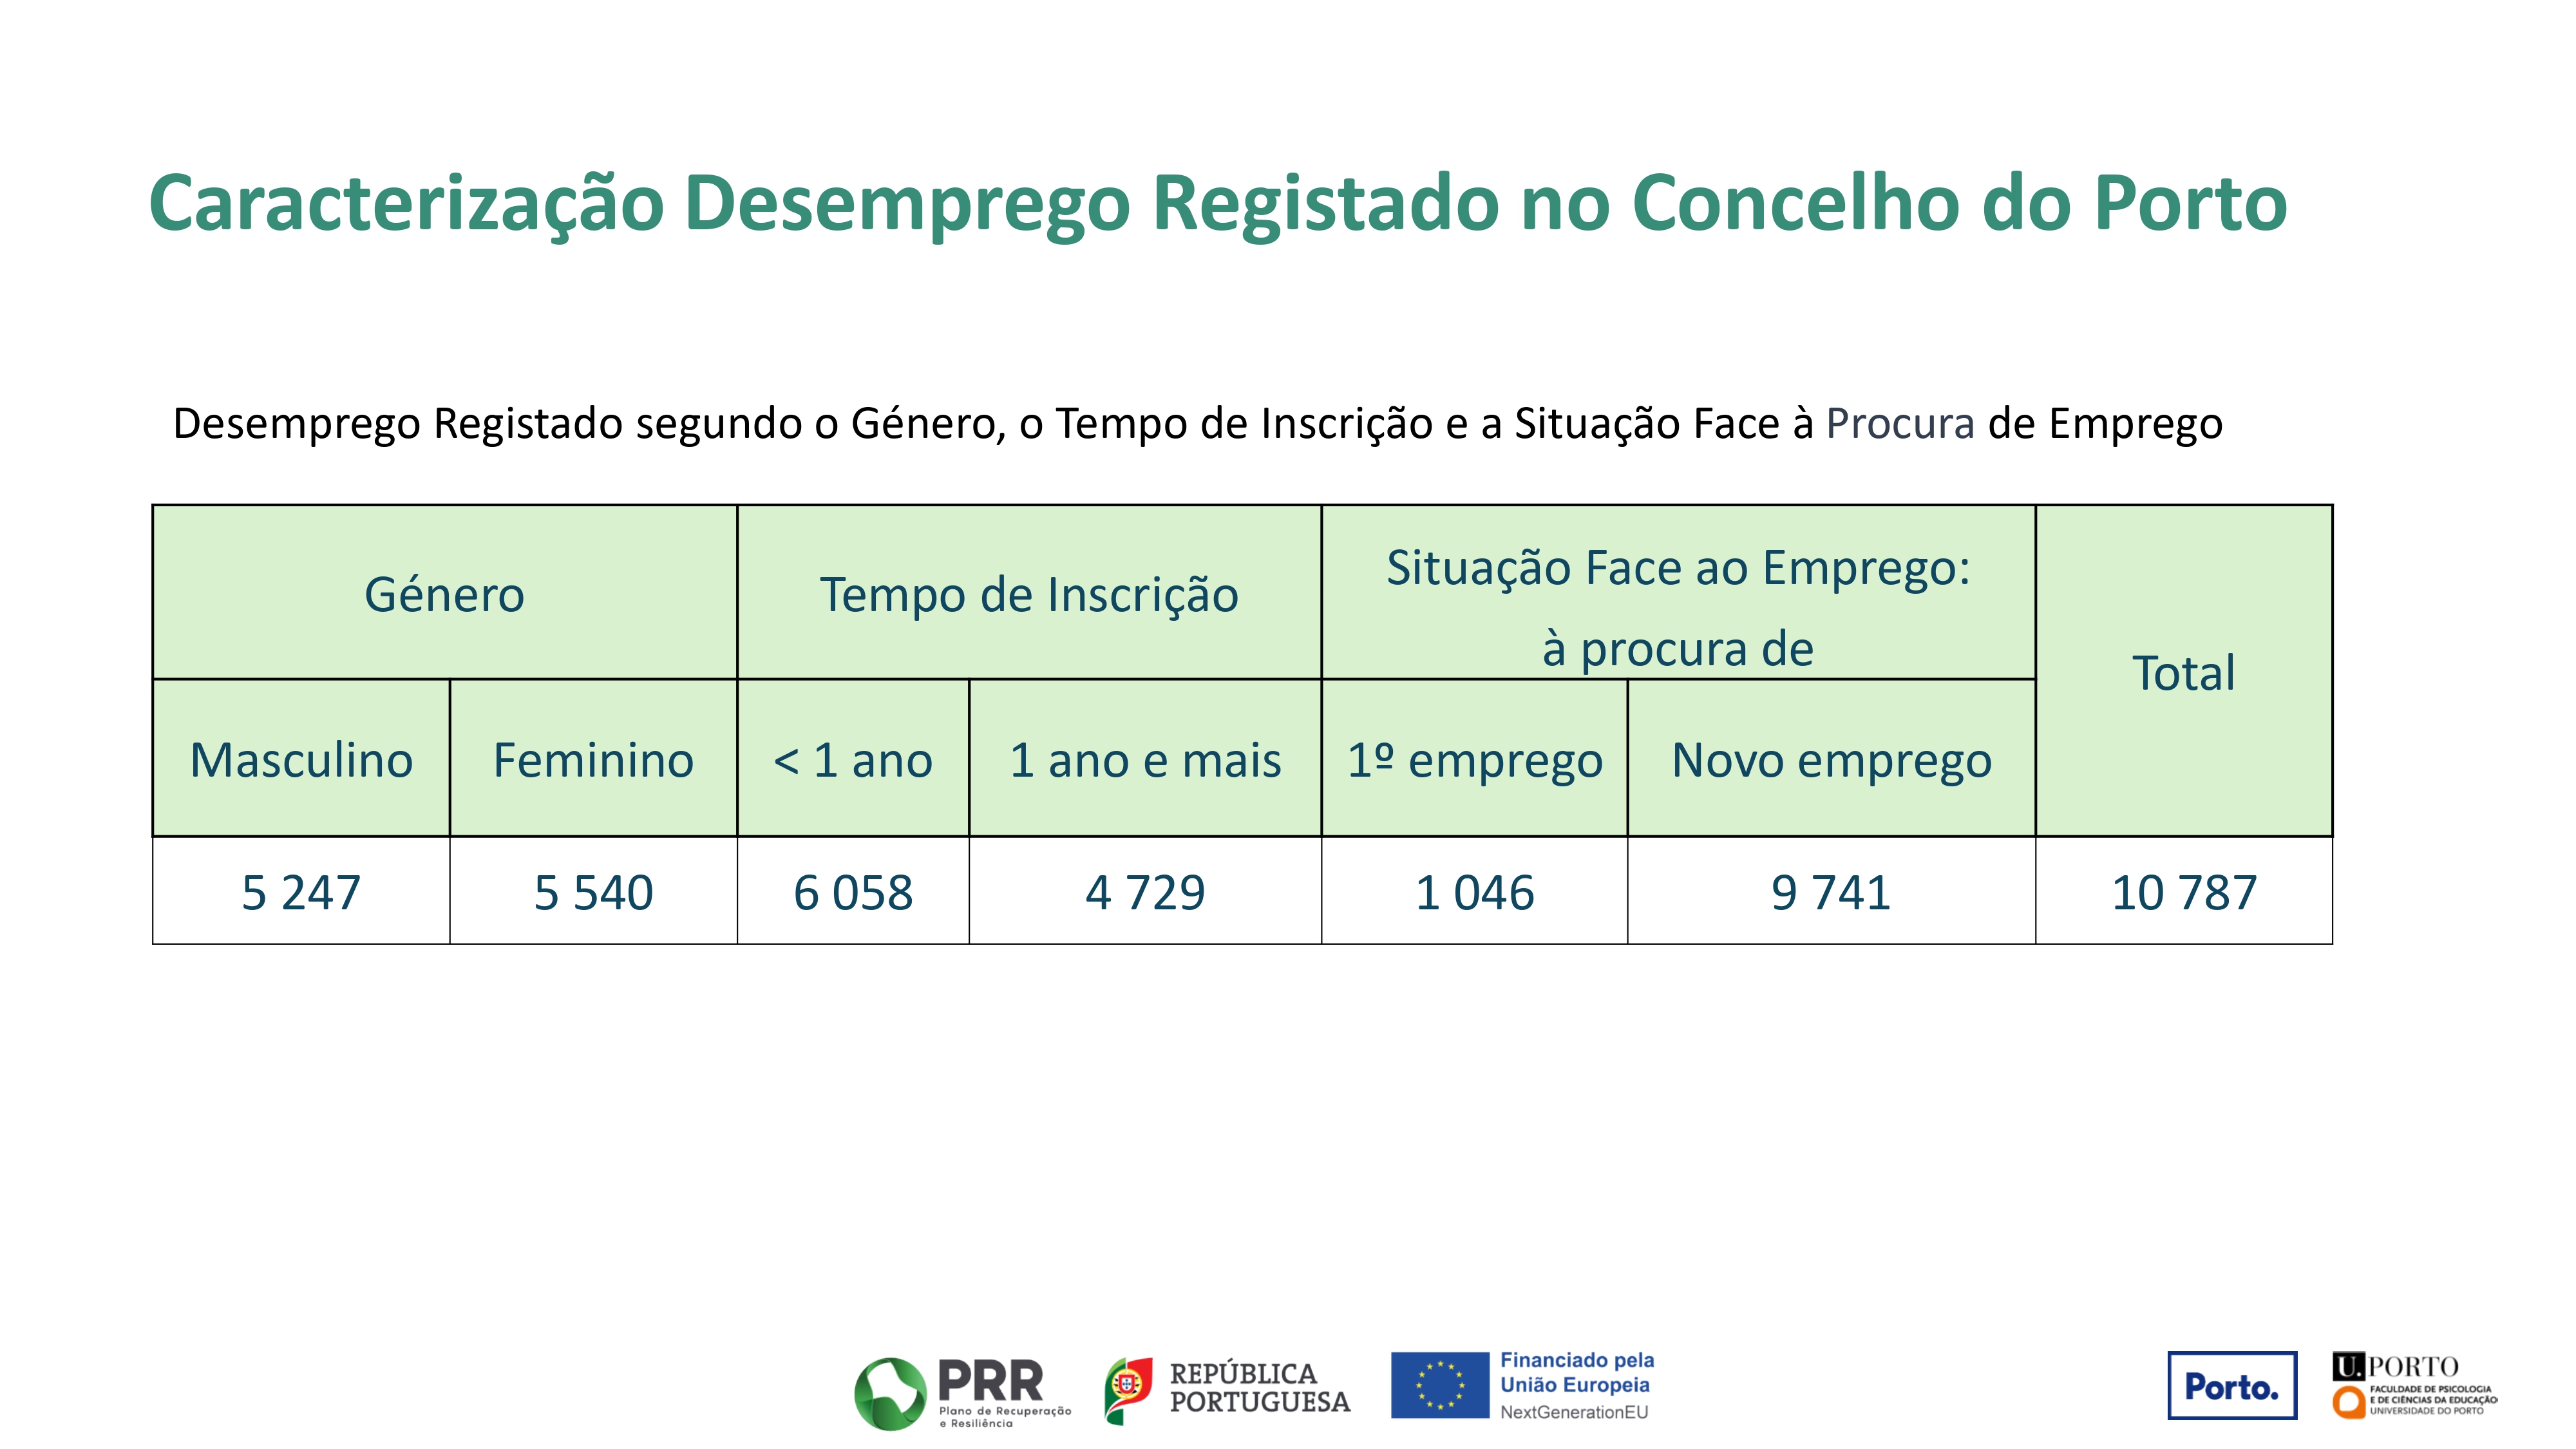 Caracterização Desemprego Registado no Concelho do Porto
Desemprego Registado segundo o Género, o Tempo de Inscrição e a Situação Face à Procura de Emprego
Género
Tempo de Inscrição
Situação Face ao Emprego:
à procura de
Total
Masculino
Feminino
< 1 ano
1 ano e mais
1º emprego
Novo emprego
5 247
5 540
6 058
4 729
1 046
9 741
10 787
PRR
Plano de Recuperação
e Resiliência
REPÚBLICA
PORTUGUESA
Financiado pela
União Europeia
NextGenerationEU
Porto.
U.PORTO
FACULDADE DE PSICOLOGIA
E DE CIÊNCIAS DA EDUCAÇÃO
UNIVERSIDADE DO PORTO